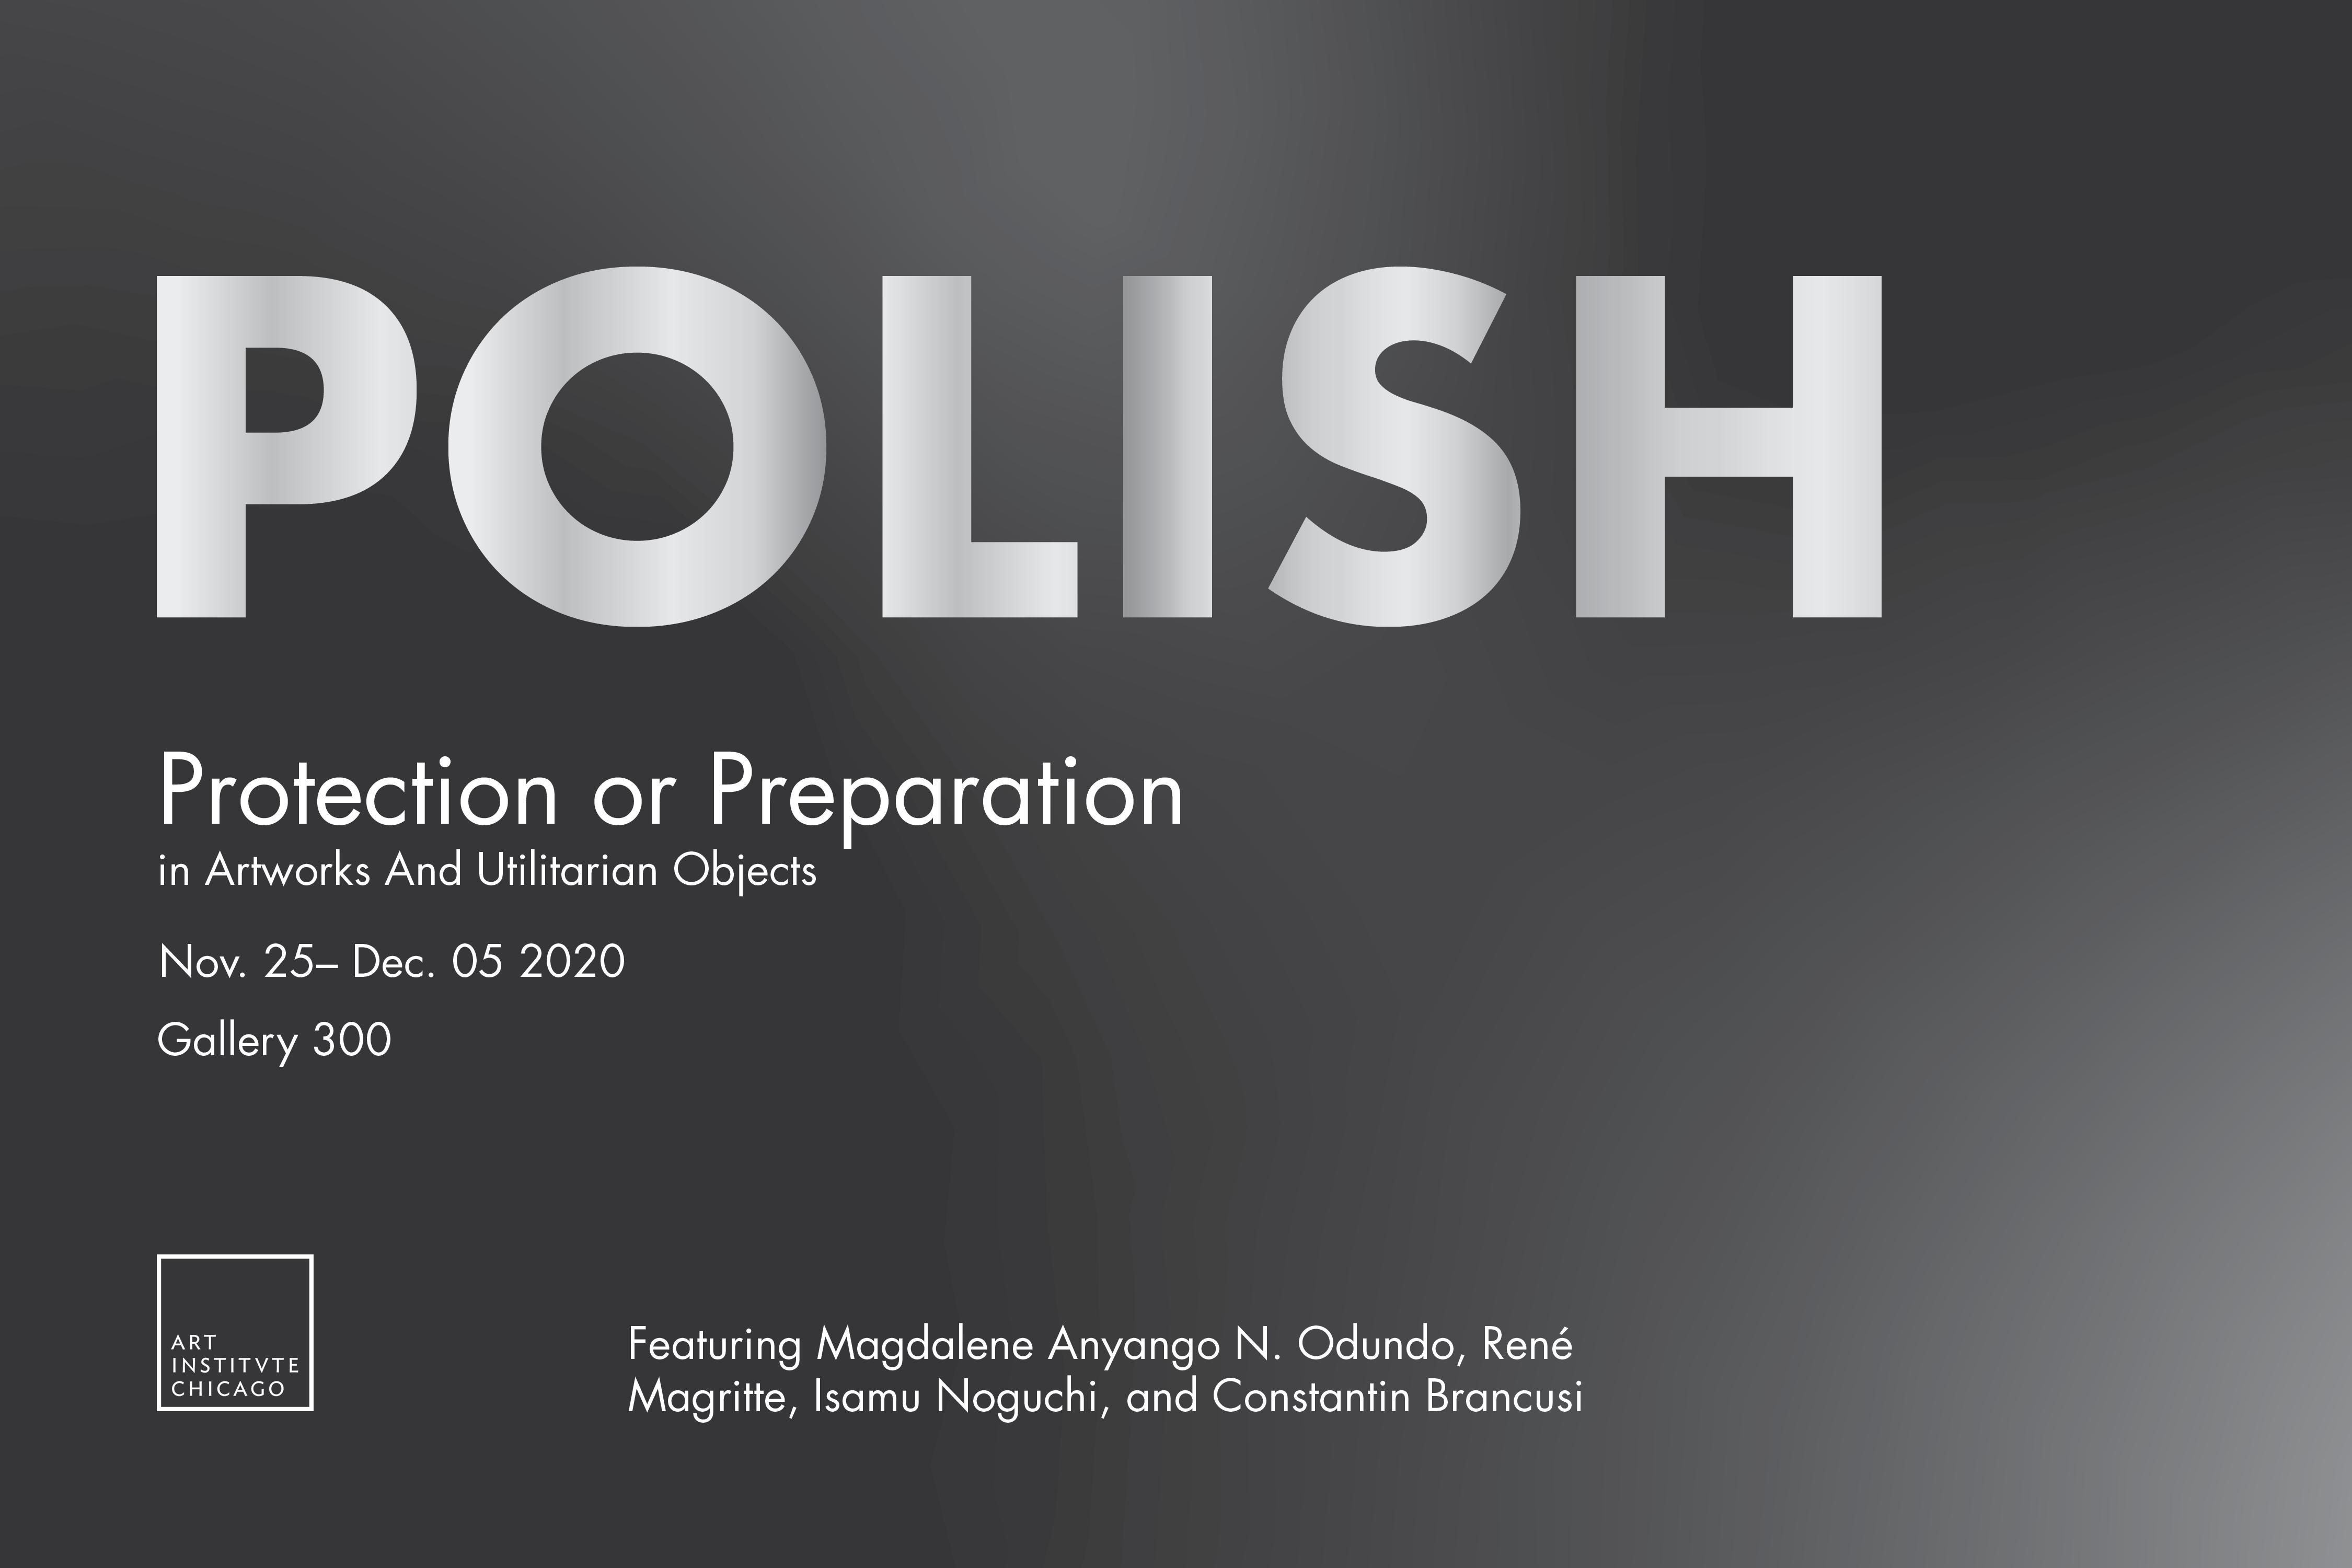 POLISH
Protection or Preparation
in Artworks And Utilitarian Objects
Nov. 25– Dec. 05 2020
Gallery 300
ART
INSTITVTE
CHICAGO
Featuring Magdalene Anyango N. Odundo, René
Magritte, Isamu Noguchi, and Constantin Brancusi